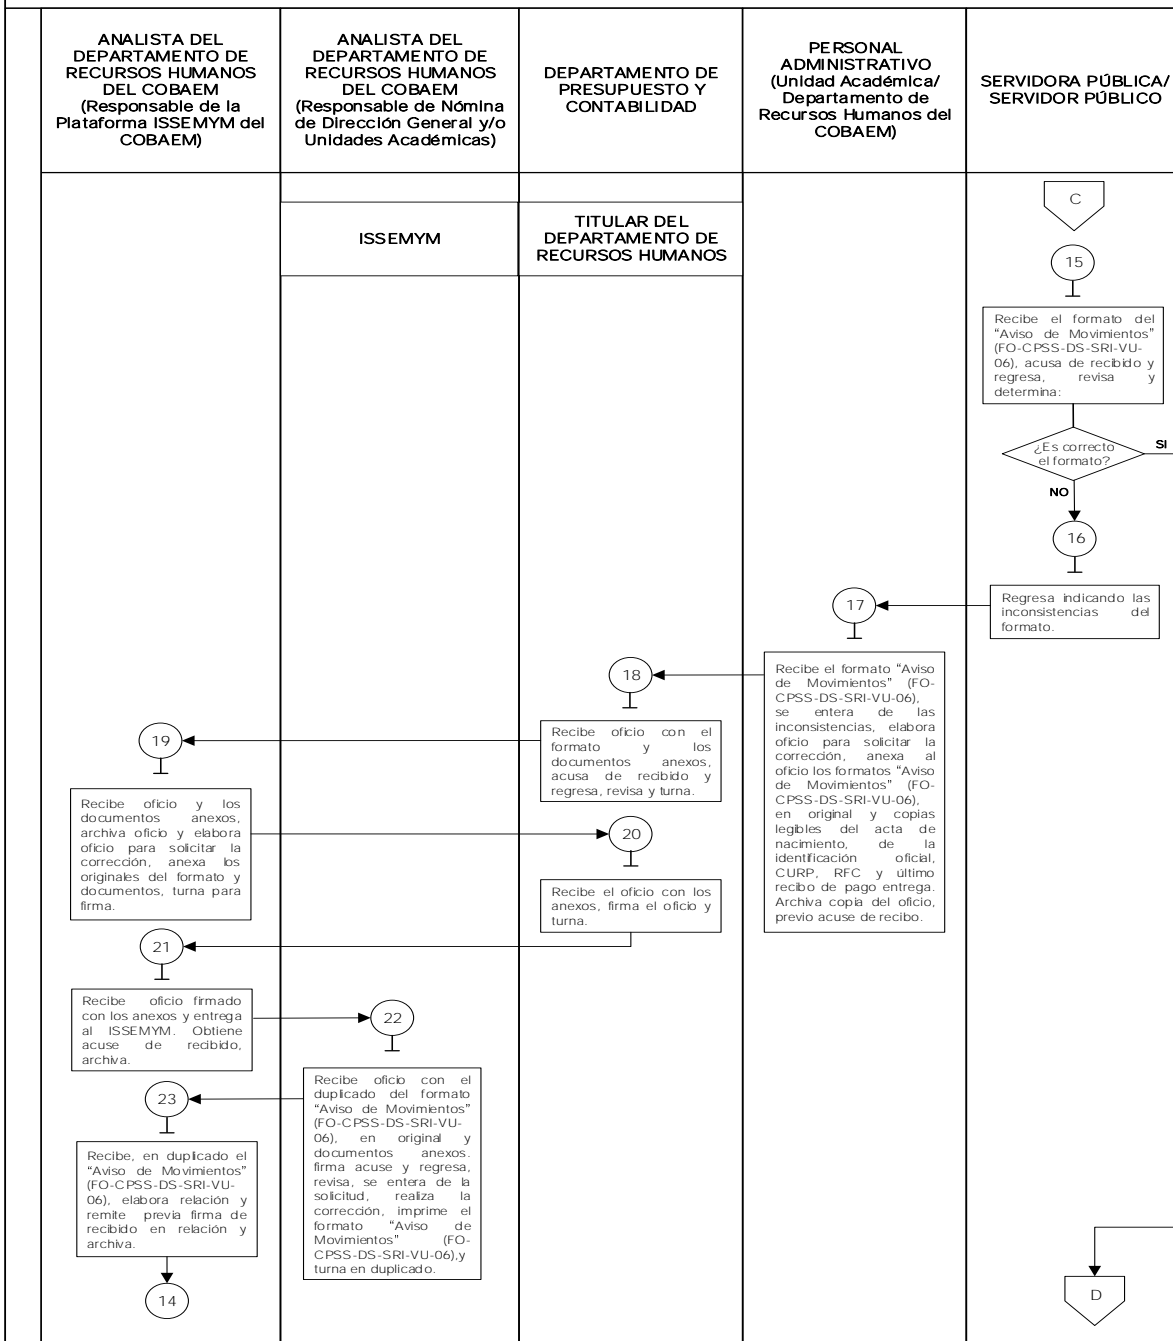 ANALISTA DEL
DEPARTAMENTO DE
RECURSOS HUMANOS
DEL COBAEM
(Responsable de la
Plataforma ISSEMYM del
COBAEM)
ANALISTA DEL
DEPARTAMENTO DE
RECURSOS HUMANOS
DEL COBAEM
(Responsable de Nómina
de Dirección General y/o
Unidades Académicas)
DEPARTAMENTO DE
PRESUPUESTO Y
CONTABILIDAD
PERSONAL
ADMINISTRATIVO
(Unidad Académica/
Departamento de
Recursos Humanos del
COBAEM)
SERVIDORA PÚBLICA/
SERVIDOR PÚBLICO
ISSEMYM
TITULAR DEL
DEPARTAMENTO DE
RECURSOS HUMANOS
C
15
Recibe el formato del
“Aviso de Movimientos”
(FO-CPSS-DS-SRI-VU-
06), acusa de recibido y
regresa, revisa y
determina:
¿Es correcto
el formato?
SI
NO
16
Regresa indicando las
inconsistencias del
formato.
17
Recibe el formato “Aviso
de Movimientos” (FO-
CPSS-DS-SRI-VU-06),
se entera de las
inconsistencias, elabora
oficio para solicitar la
corrección, anexa al
oficio los formatos “Aviso
de Movimientos” (FO-
CPSS-DS-SRI-VU-06),
en original y copias
legibles del acta de
nacimiento, de la
identificación oficial,
CURP, RFC y último
recibo de pago entrega.
Archiva copia del oficio,
previo acuse de recibo.
18
Recibe oficio con el
formato y los
documentos anexos,
acusa de recibido y
regresa, revisa y turna.
19
Recibe oficio y los
documentos anexos,
archiva oficio y elabora
oficio para solicitar la
corrección, anexa los
originales del formato y
documentos, turna para
firma.
20
Recibe el oficio con los
anexos, firma el oficio y
turna.
21
Recibe oficio firmado
con los anexos y entrega
al ISSEMYM. Obtiene
acuse de recibido,
archiva.
22
Recibe oficio con el
duplicado del formato
“Aviso de Movimientos”
(FO-CPSS-DS-SRI-VU-
06), en original y
documentos anexos.
firma acuse y regresa,
revisa, se entera de la
solicitud, realiza la
corrección, imprime el
formato “Aviso de
Movimientos” (FO-
CPSS-DS-SRI-VU-06),y
turna en duplicado.
23
Recibe, en duplicado el
“Aviso de Movimientos”
(FO-CPSS-DS-SRI-VU-
06), elabora relación y
remite previa firma de
recibido en relación y
archiva.
14
D